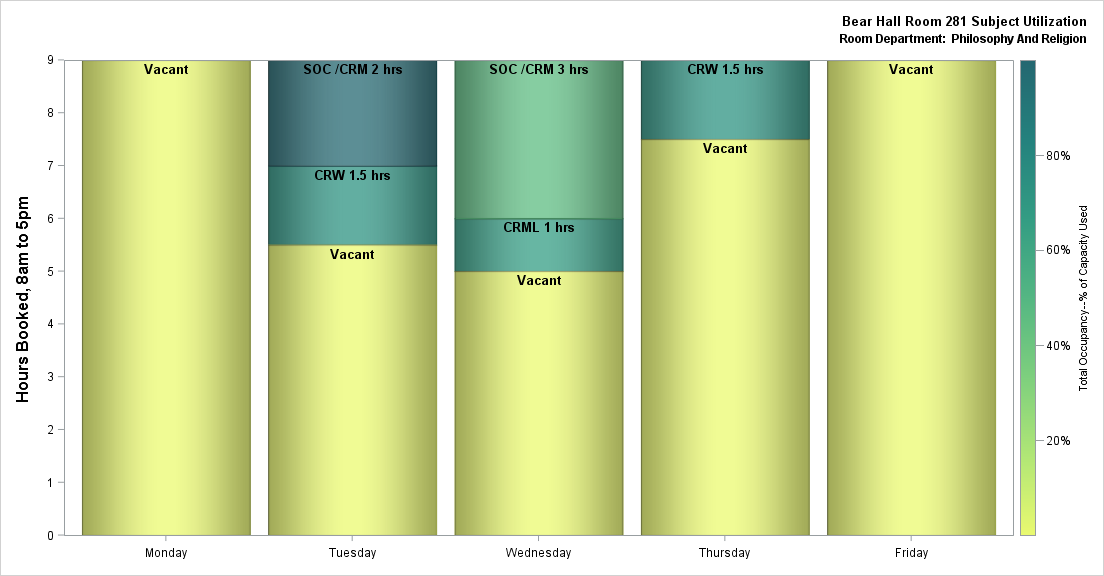 Bear Hall Room 281 Subject Utilization
Room Department: Philosophy And Religion
Hours Booked, 8am to 5pm
9
8
7
6
5
4
3
2
1
0
Vacant
SOC /CRM 2 hrs
CRW 1.5 hrs
Vacant
SOC /CRM 3 hrs
CRML 1 hrs
Vacant
CRW 1.5 hrs
Vacant
Vacant
Monday
Tuesday
Wednesday
Thursday
Friday
80%
60%
40%
20%
Total Occupancy--% of Capacity Used